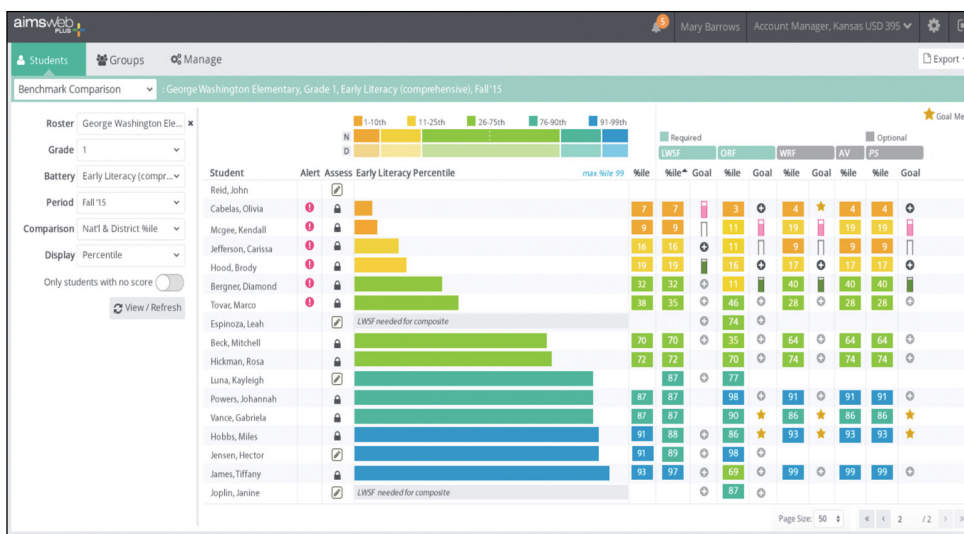 aimsweb PLUS 5 Mary Barrows Account Manager, Kansas USD 395
Students Groups Manage Export
Benchmark Comparison : George Washington Elementary, Grade 1, Early Literacy (comprehensive), Fall '15
Roster George Washington Ele... ×
Grade 1
Battery Early Literacy (compr...
Period Fall '15
Comparison Nat'l & District %ile
Display Percentile
Only students with no score
View / Refresh
Goal Me
1-10th 11-25th 26-75th 76-90th 91-99th
N
D
Required Optional
LWSF ORF WRF AV PS
Student Alert Assess Early Literacy Percentile max %ile 99 %ile %ile Goal %ile Goal %ile Goal %ile %ile Goal
Reid, John
Cabelas, Olivia 7 7 3 4 4 4
Mcgee, Kendall 9 9 11 19 19 19
Jefferson, Carissa 16 16 11 9 9 9
Hood, Brody 19 19 16 17 17 17
Bergner, Diamond 32 32 11 40 40 40
Tovar, Marco 38 35 46 28 28 28
Espinoza, Leah LWSF needed for composite 74
Beck, Mitchell 70 70 35 64 64 64
Hickman, Rosa 72 72 70 74 74 74
Luna, Kayleigh 87 77
Powers, Johannah 87 87 98 91 91 91
Vance, Gabriela 87 87 90 86 86 86
Hobbs, Miles 91 88 86 93 93 93
Jensen, Hector 91 89 98
James, Tiffany 93 97 69 99 99 99
Joplin, Janine LWSF needed for composite 87
Page Size: 50 « ‹ 2 / 2 › »